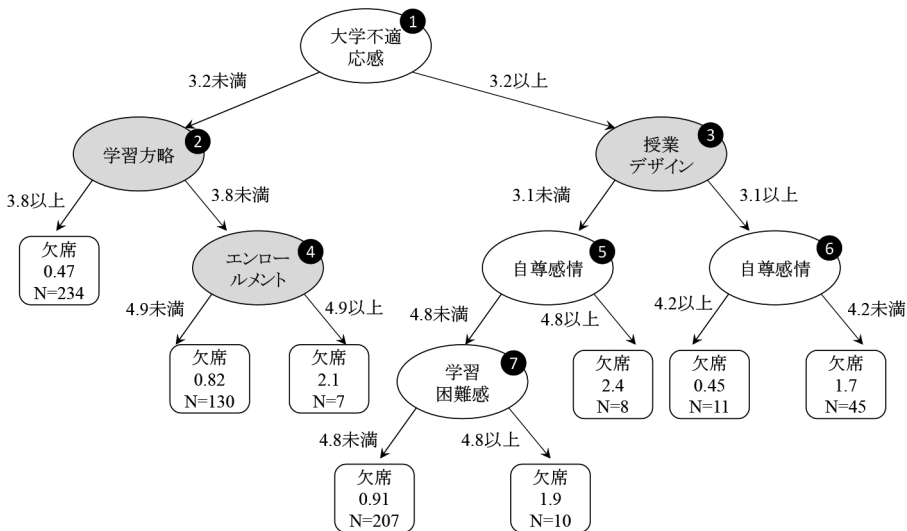 1
大学不適
応感
3.2未満
3.2以上
2
学習方略
3
授業
デザイン
3.8以上
3.8未満
3.1未満
3.1以上
欠席
0.47
N=234
4
エンロー
ルメント
5
自尊感情
6
自尊感情
4.9未満
4.9以上
4.8未満
4.8以上
4.2以上
4.2未満
欠席
0.82
N=130
欠席
2.1
N=7
7
学習
困難感
欠席
2.4
N=8
欠席
0.45
N=11
欠席
1.7
N=45
4.8未満
4.8以上
欠席
0.91
N=207
欠席
1.9
N=10